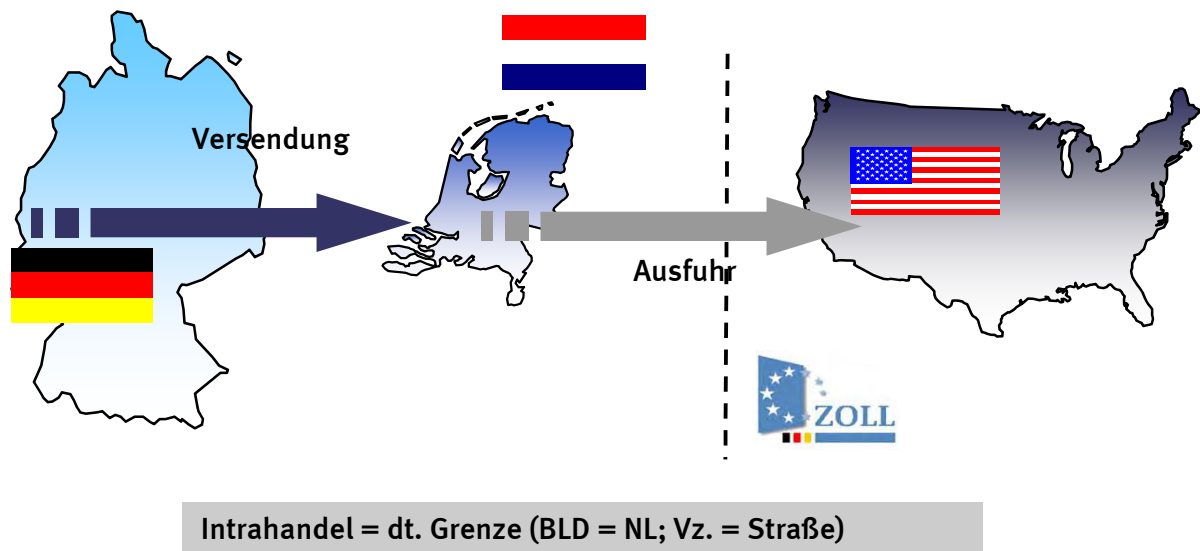 Versendung
Ausfuhr
ZOLL
Intrahandel = dt. Grenze (BLD = NL; Vz. = Straße)